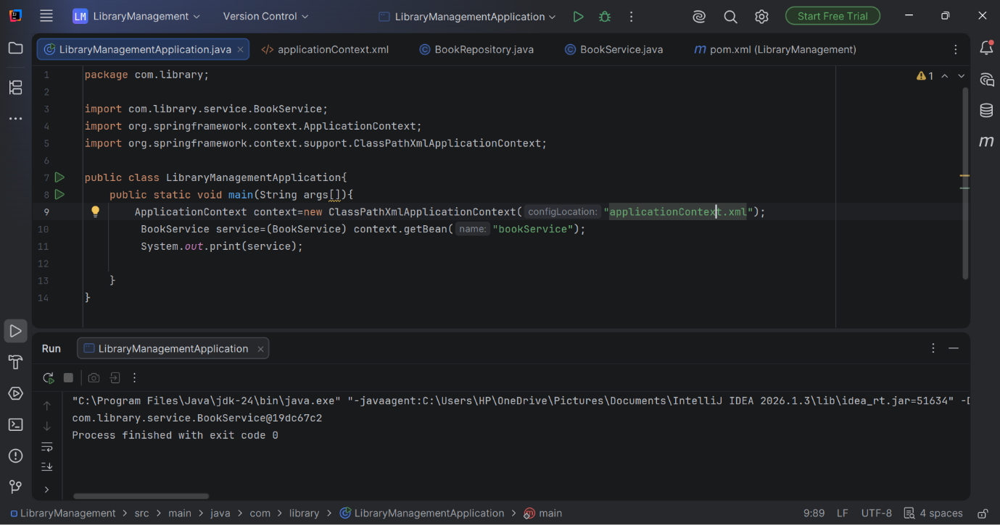 LM LibraryManagement Version Control LibraryManagementApplication Start Free Trial
LibraryManagementApplication.java applicationContext.xml BookRepository.java BookService.java pom.xml (LibraryManagement)
1 package com.library;
2
3 import com.library.service.BookService;
4 import org.springframework.context.ApplicationContext;
5 import org.springframework.context.support.ClassPathXmlApplicationContext;
6
7 public class LibraryManagementApplication{
8 public static void main(String args[]){
9 ApplicationContext context=new ClassPathXmlApplicationContext( configLocation: "applicationContext.xml");
10 BookService service=(BookService) context.getBean( name: "bookService");
11 System.out.print(service);
12
13 }
14 }
1
Run LibraryManagementApplication
"C:\Program Files\Java\jdk-24\bin\java.exe" "-javaagent:C:\Users\HP\OneDrive\Pictures\Documents\IntelliJ IDEA 2026.1.3\lib\idea_rt.jar=51634"
com.library.service.BookService@19dc67c2
Process finished with exit code 0
LibraryManagement > src > main > java > com > library > LibraryManagementApplication > main 9:89 LF UTF-8 4 spaces